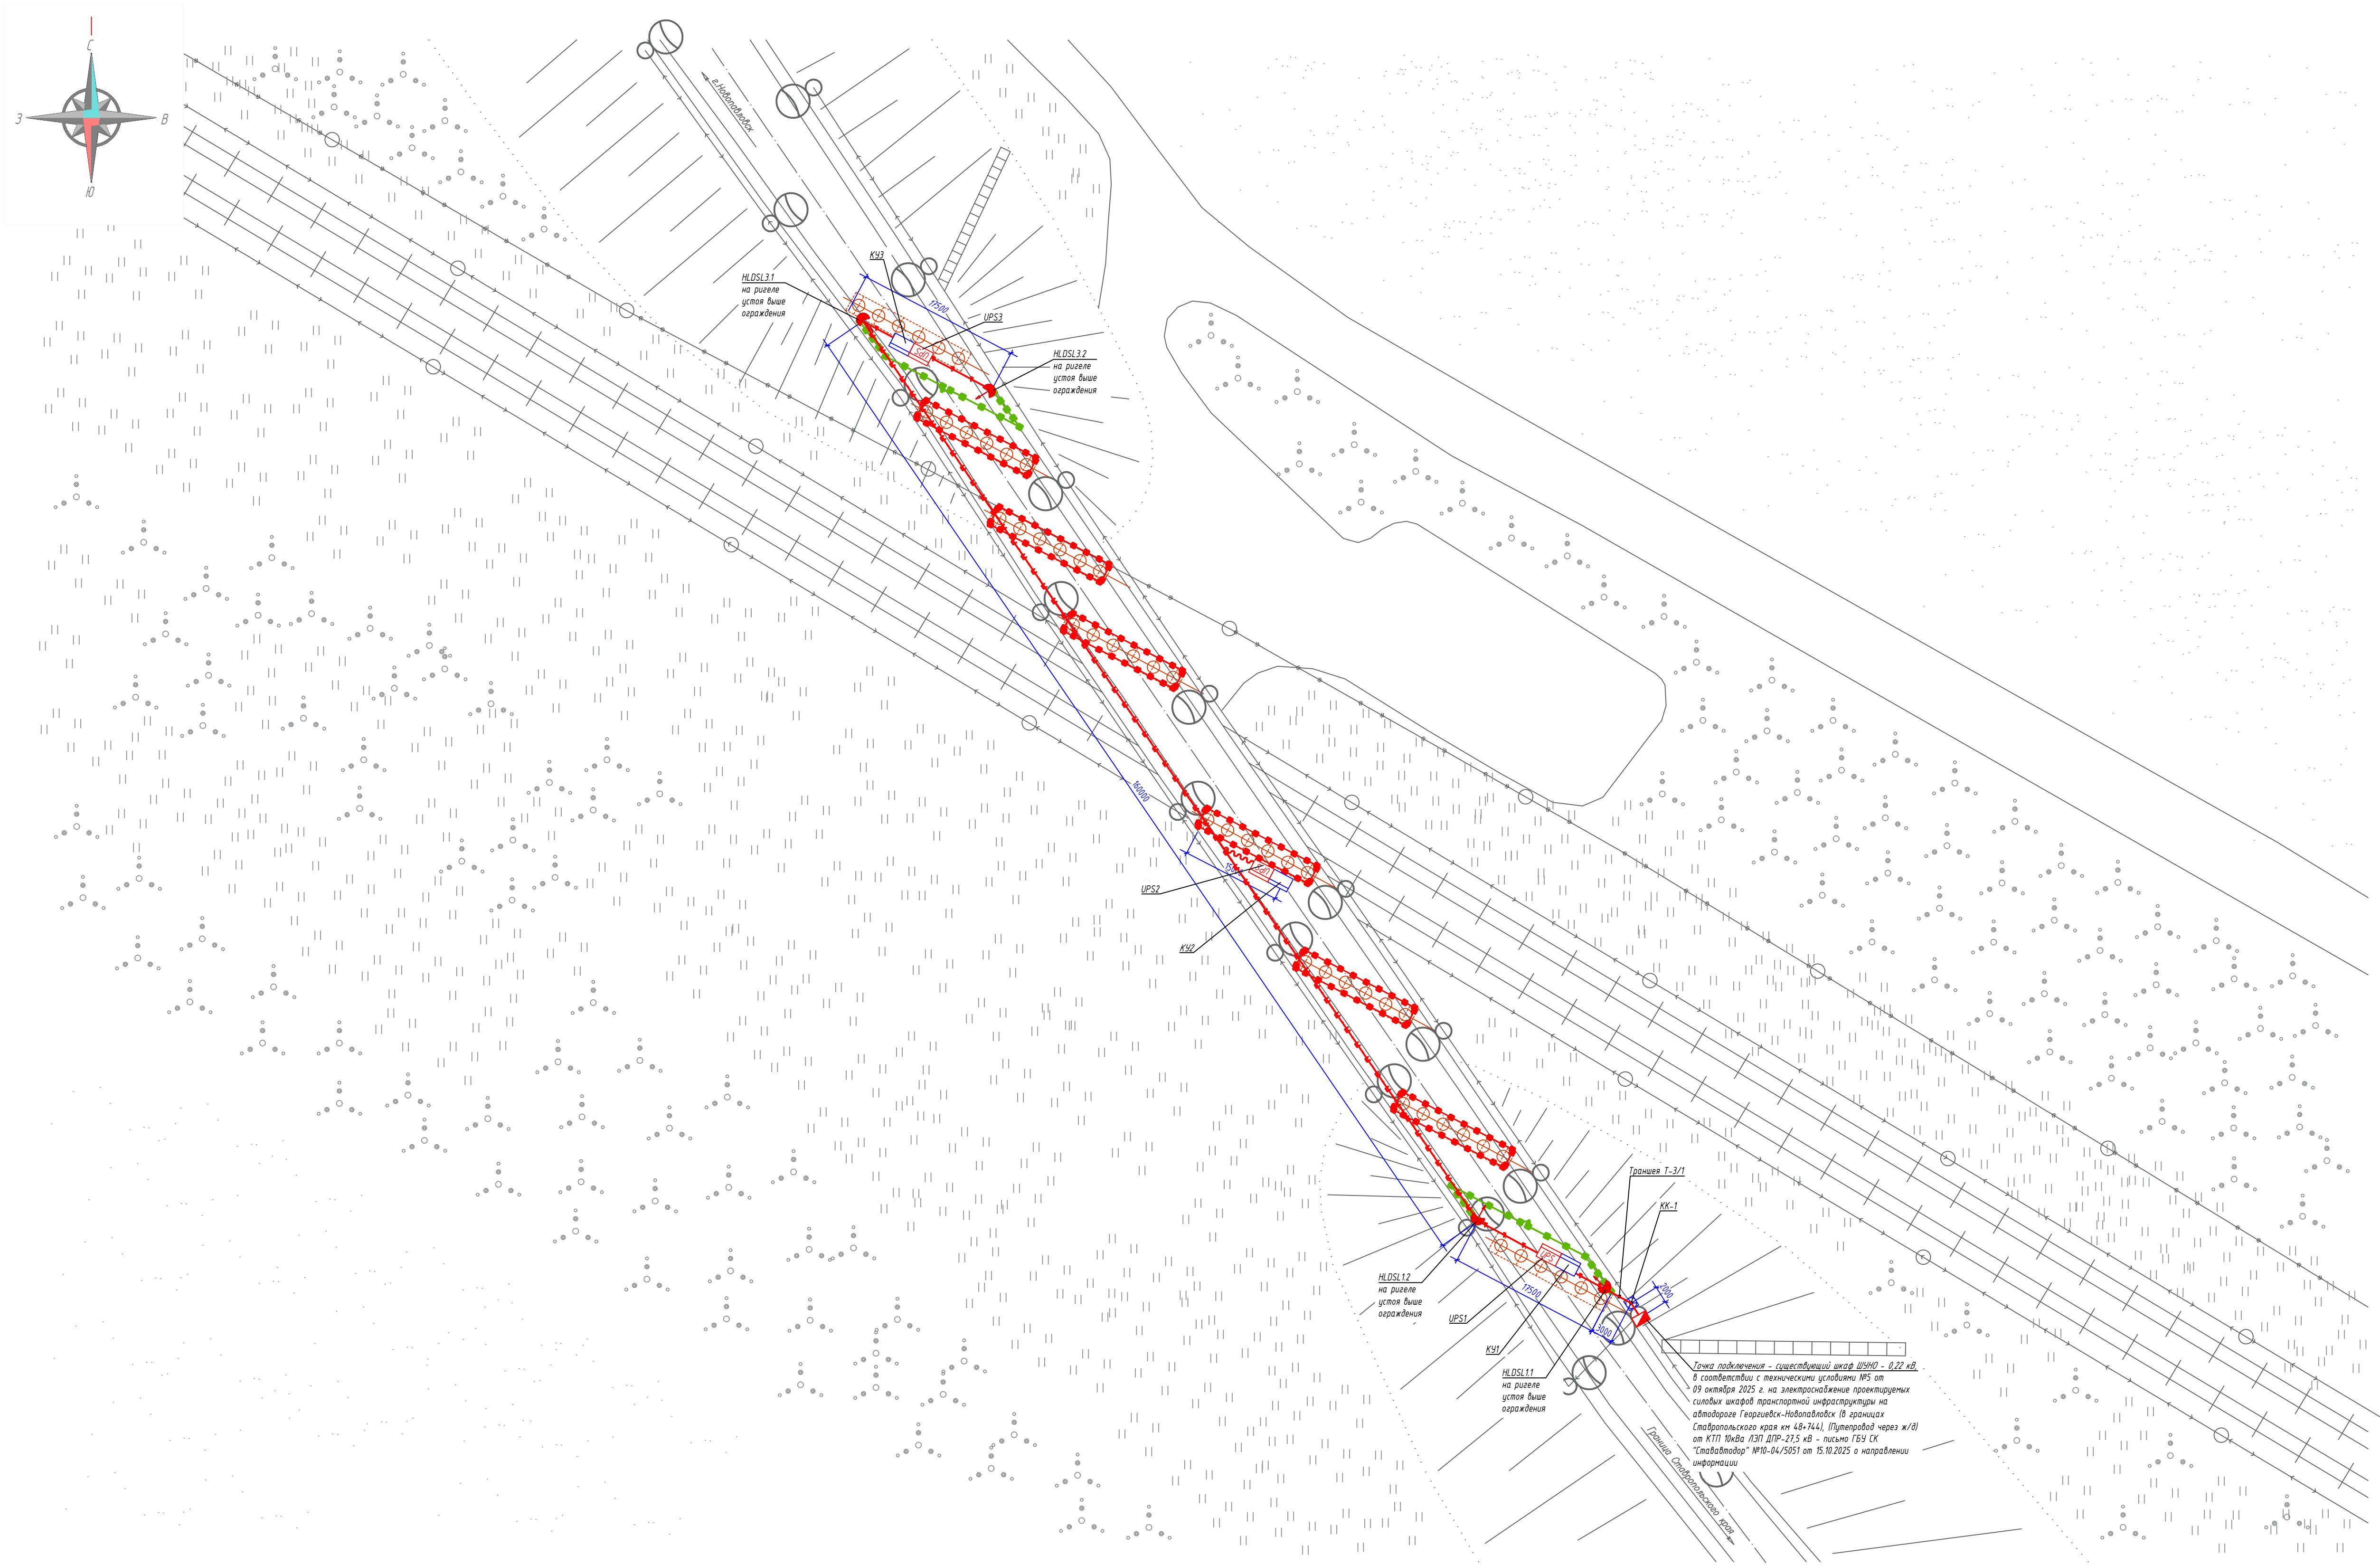 С
З
В
Ю
г.Новопавловск
КУ3
HLDSL3.1
на ригеле
устоя выше
ограждения
17500
UPS3
UPS
HLDSL3.2
на ригеле
устоя выше
ограждения
160000
UPS
UPS2
КУ2
Траншея Т-3/1
КК-1
UPS
HLDSL1.2
на ригеле
устоя выше
ограждения
17500
2000
3000
UPS1
КУ1
HLDSL1.1
на ригеле
устоя выше
ограждения
Точка подключения - существующий шкаф ШУНО - 0,22 кВ,
в соответствии с техническими условиями №5 от
09 октября 2025 г. на электроснабжение проектируемых
силовых шкафов транспортной инфраструктуры на
автодороге Георгиевск-Новопавловск (в границах
Ставропольского края км 48+744), (Путепровод через ж/д)
от КТП 10кВа ЛЭП ДПР-27,5 кВ - письмо ГБУ СК
"Стававтодор" №10-04/5051 от 15.10.2025 о направлении
информации
Граница Ставропольского края